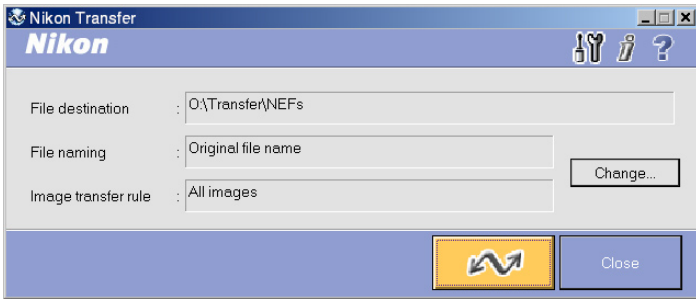 Nikon Transfer
Nikon
File destination : O:\Transfer\NEFs
File naming : Original file name
Change...
Image transfer rule : All images
Close